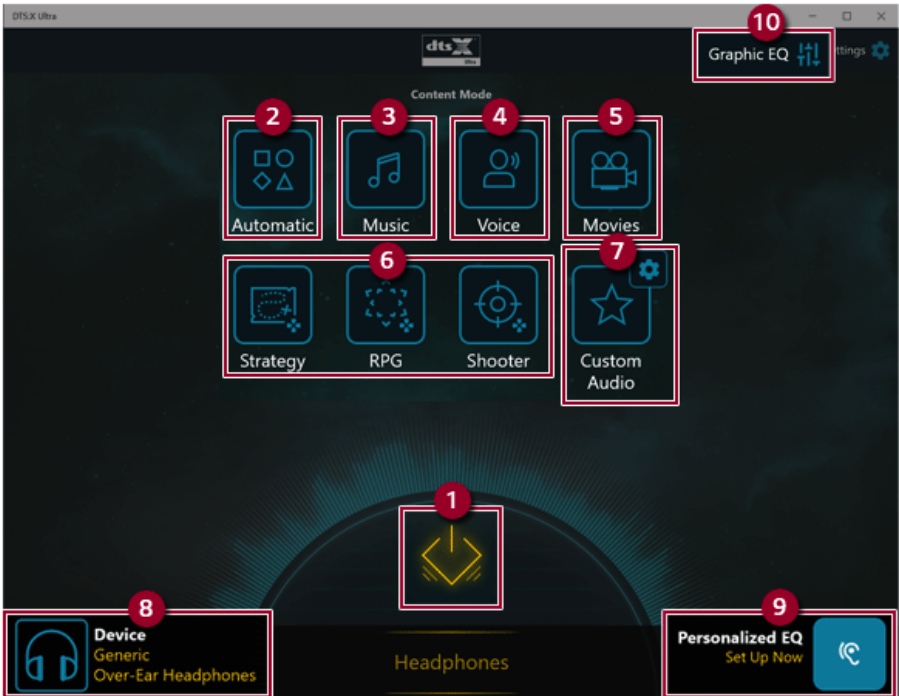 DTS:X Ultra
10
dts X
Ultra
Graphic EQ
ttings
Content Mode
2
3
4
5
Automatic
Music
Voice
Movies
6
7
Strategy
RPG
Shooter
Custom
Audio
1
8
9
Device
Generic
Over-Ear Headphones
Headphones
Personalized EQ
Set Up Now